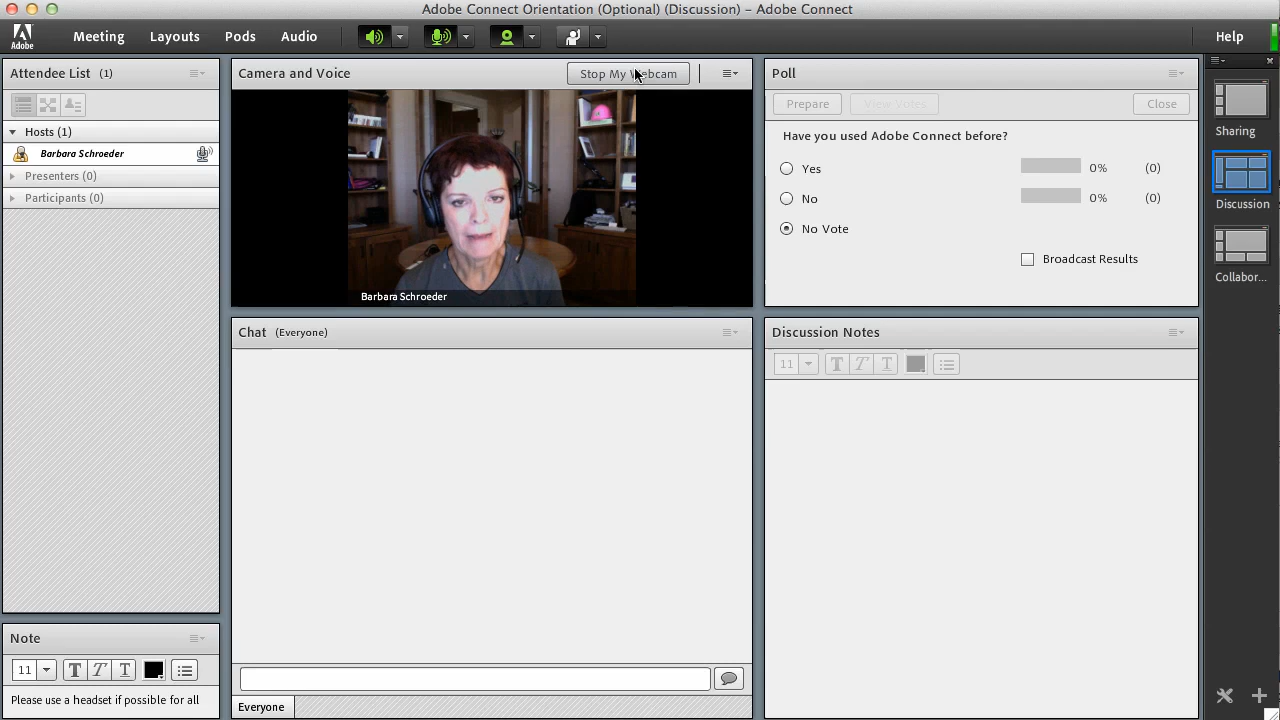 Adobe Connect Orientation (Optional) (Discussion) – Adobe Connect
Adobe
Meeting
Layouts
Pods
Audio
Help
Attendee List (1)
Hosts (1)
Barbara Schroeder
Presenters (0)
Participants (0)
Note
11
T T T
Please use a headset if possible for all
Camera and Voice
Stop My Webcam
Barbara Schroeder
Chat (Everyone)
Everyone
Poll
Prepare
View Votes
Close
Have you used Adobe Connect before?
Yes 0% (0)
No 0% (0)
No Vote
Broadcast Results
Discussion Notes
11
T T T
Sharing
Discussion
Collabor...